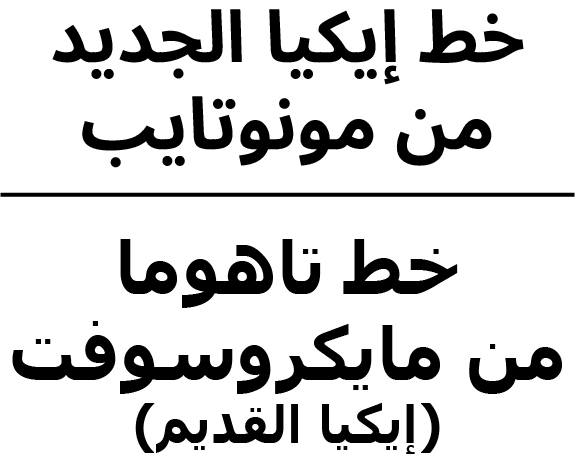 خط إيكيا الجديد
من مونوتايب
خط تاهوما
من مايكروسوفت
(إيكيا القديم)